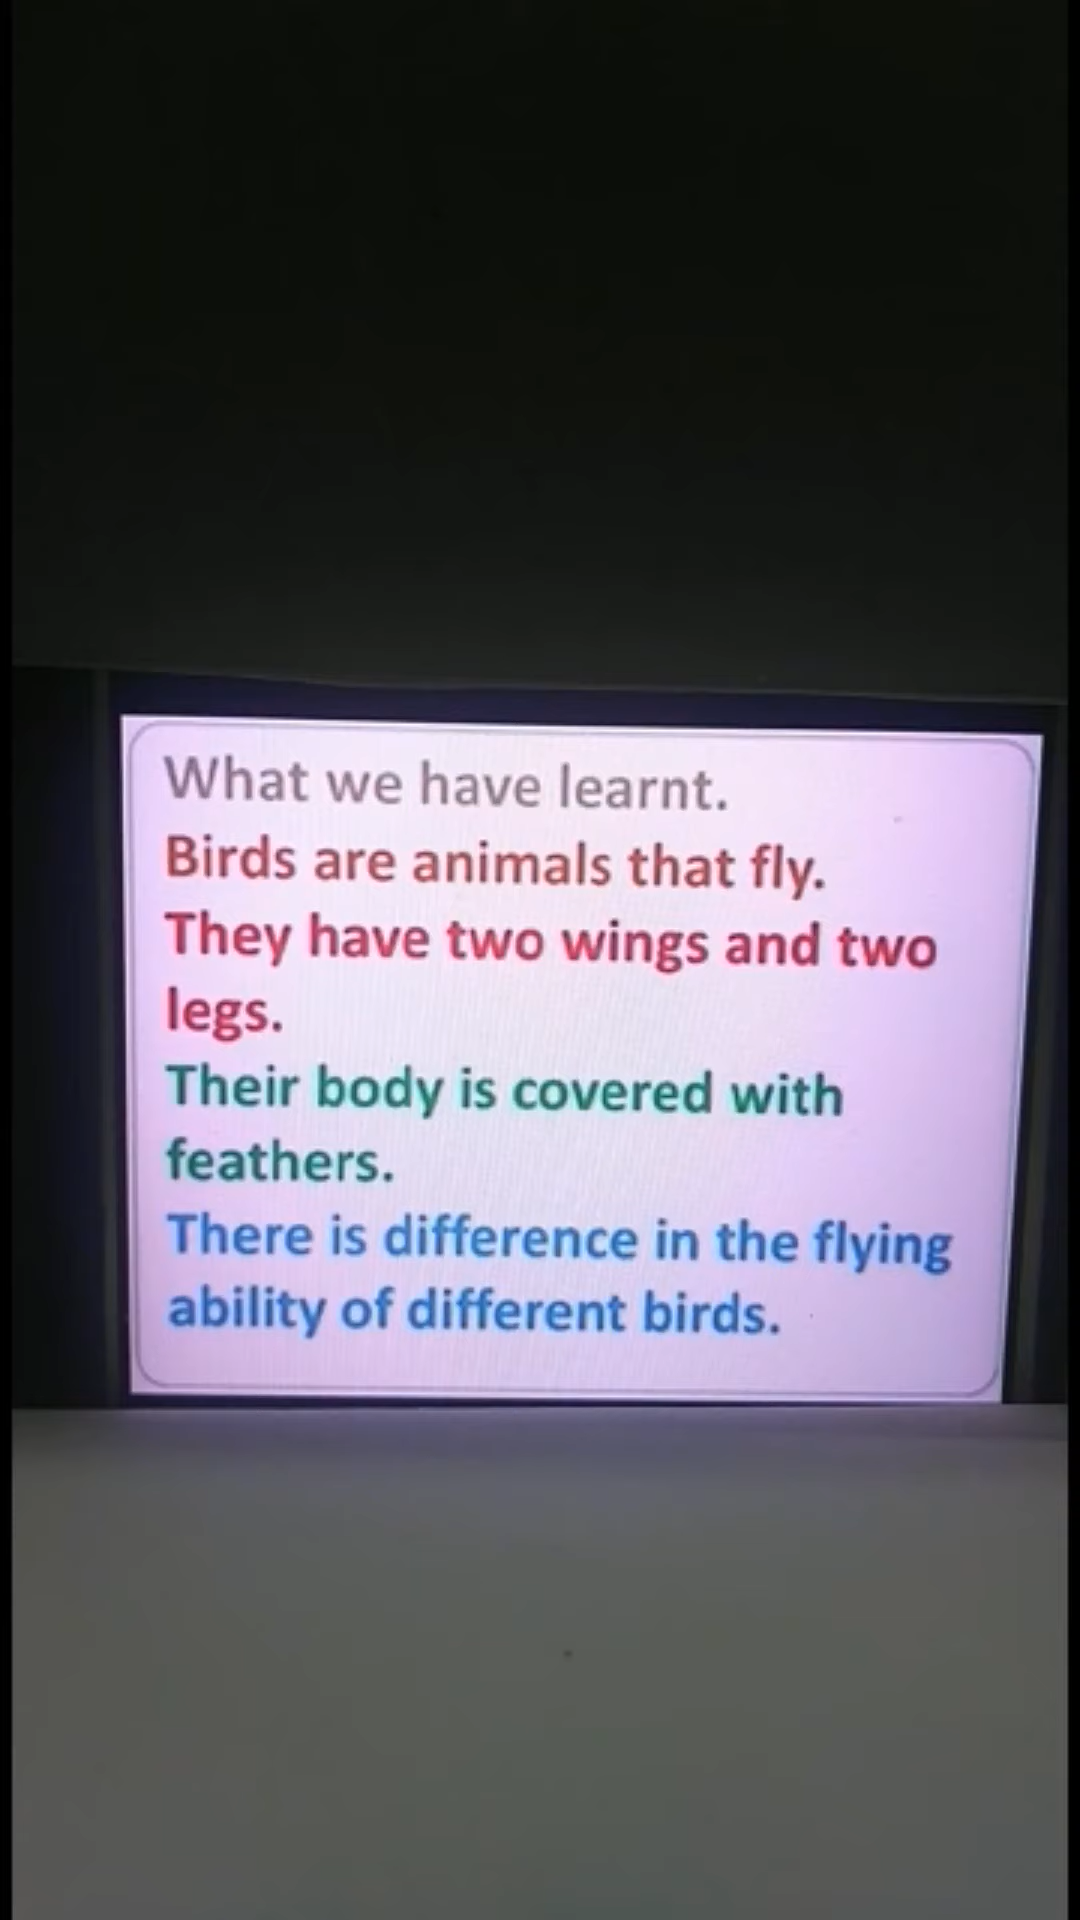 What we have learnt.
Birds are animals that fly.
They have two wings and two
legs.
Their body is covered with
feathers.
There is difference in the flying
ability of different birds.